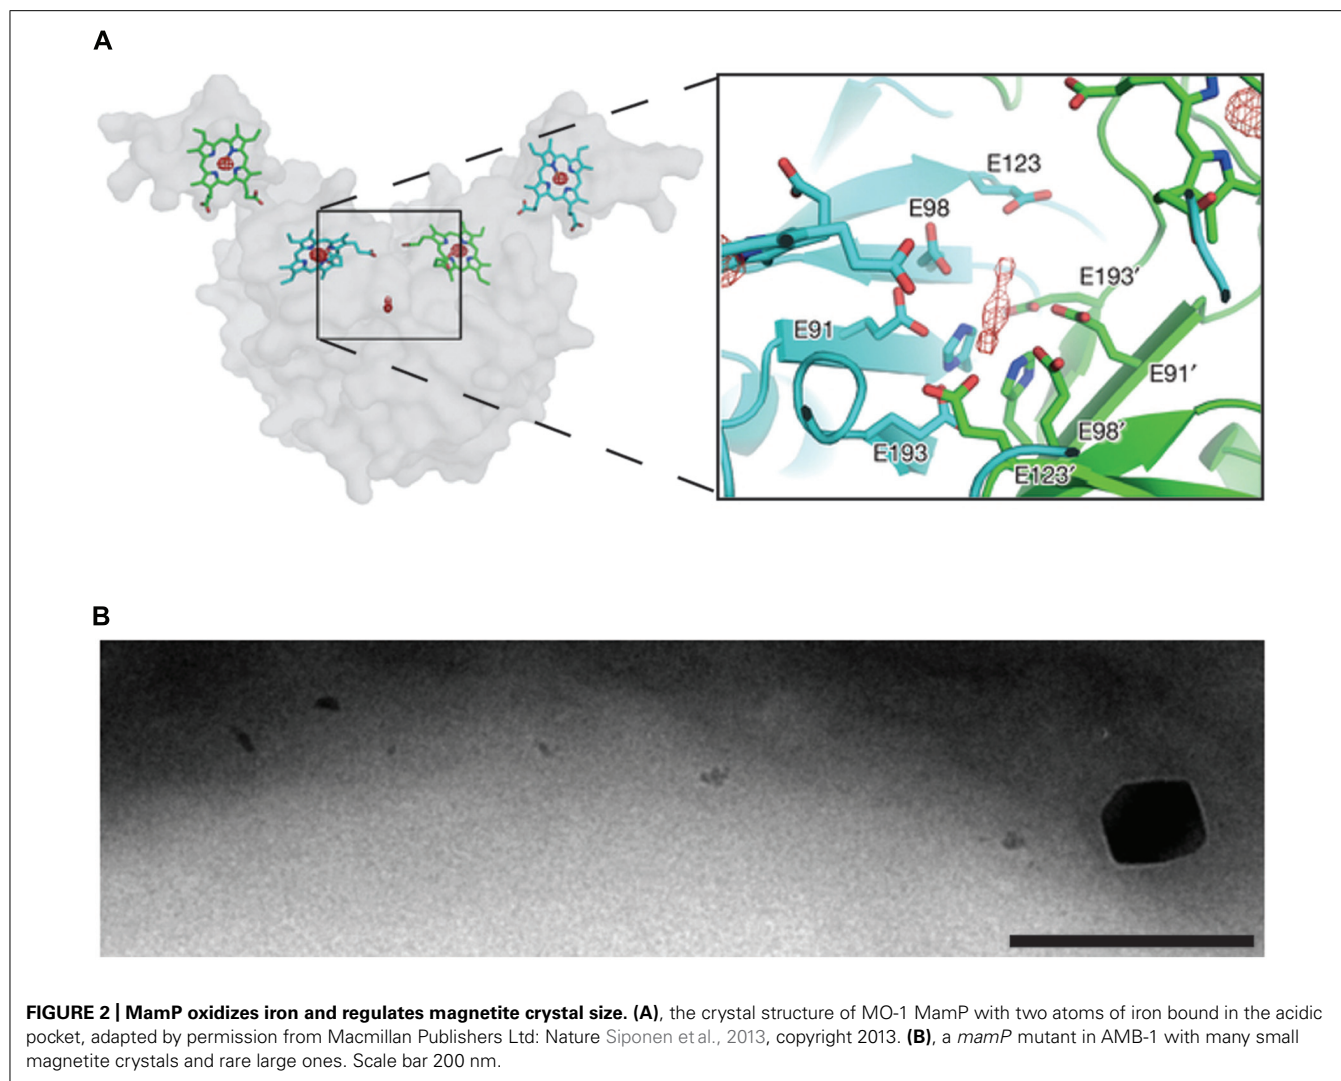 A
E123
E98
E193′
E91
E91′
E98′
E193
E123′
B
FIGURE 2 | MamP oxidizes iron and regulates magnetite crystal size. (A), the crystal structure of MO-1 MamP with two atoms of iron bound in the acidic
pocket, adapted by permission from Macmillan Publishers Ltd: Nature Siponen et al., 2013, copyright 2013. (B), a mamP mutant in AMB-1 with many small
magnetite crystals and rare large ones. Scale bar 200 nm.